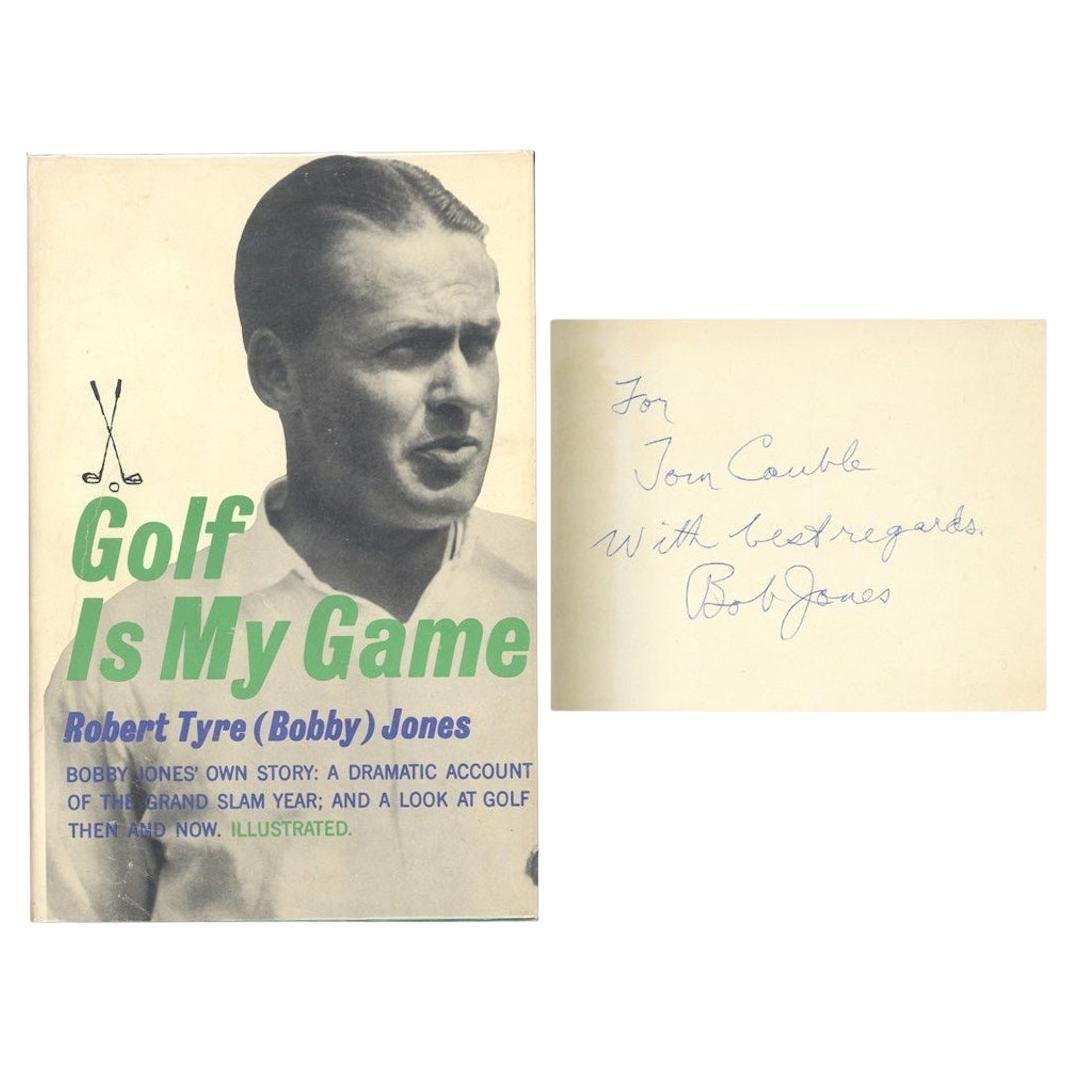 Golf
Is My Game
Robert Tyre (Bobby) Jones
BOBBY JONES' OWN STORY: A DRAMATIC ACCOUNT
OF THE GRAND SLAM YEAR; AND A LOOK AT GOLF
THEN AND NOW. ILLUSTRATED.
For
Tom Cauble
With best regards.
Bob Jones